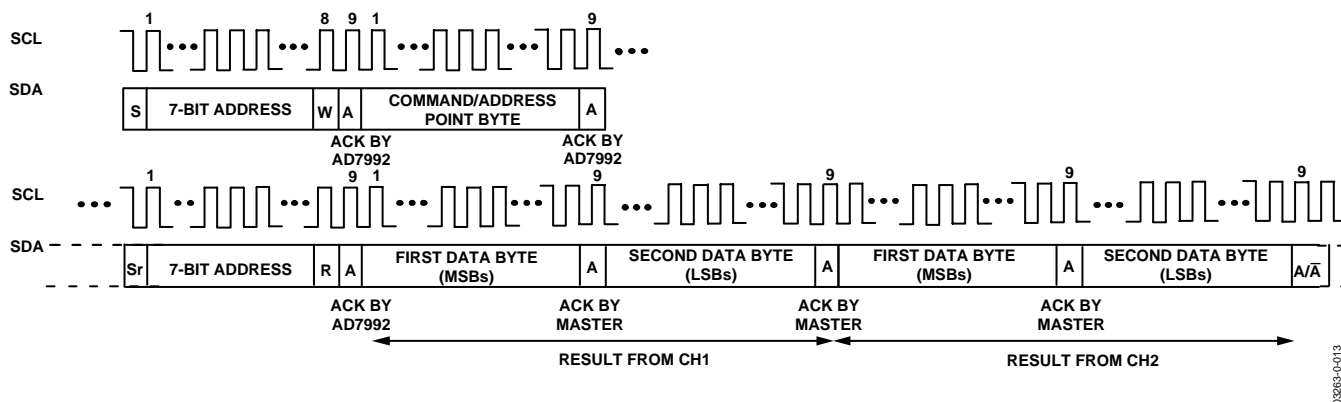 1 8 9 1 9
SCL
SDA
S 7-BIT ADDRESS W A COMMAND/ADDRESS POINT BYTE A
ACK BY AD7992 ACK BY AD7992
1 9 1 9 9 9 9
SCL
SDA
Sr 7-BIT ADDRESS R A FIRST DATA BYTE (MSBs) A SECOND DATA BYTE (LSBs) A FIRST DATA BYTE (MSBs) A SECOND DATA BYTE (LSBs) A/A̅
ACK BY AD7992 ACK BY MASTER ACK BY MASTER ACK BY MASTER
RESULT FROM CH1 RESULT FROM CH2
03263-0-013